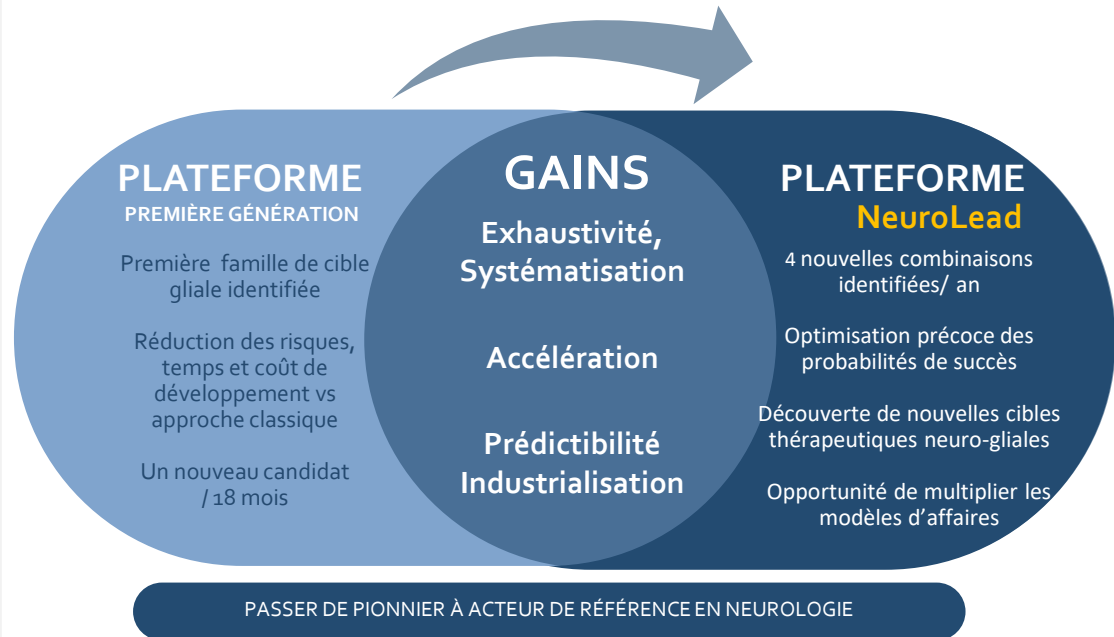 PLATEFORME
PREMIÈRE GÉNÉRATION
Première famille de cible
gliale identifiée
Réduction des risques,
temps et coût de
développement vs
approche classique
Un nouveau candidat
/ 18 mois
GAINS
Exhaustivité,
Systématisation
Accélération
Prédictibilité
Industrialisation
PLATEFORME
NeuroLead
4 nouvelles combinaisons
identifiées/ an
Optimisation précoce des
probabilités de succès
Découverte de nouvelles cibles
thérapeutiques neuro-gliales
Opportunité de multiplier les
modèles d’affaires
PASSER DE PIONNIER À ACTEUR DE RÉFÉRENCE EN NEUROLOGIE